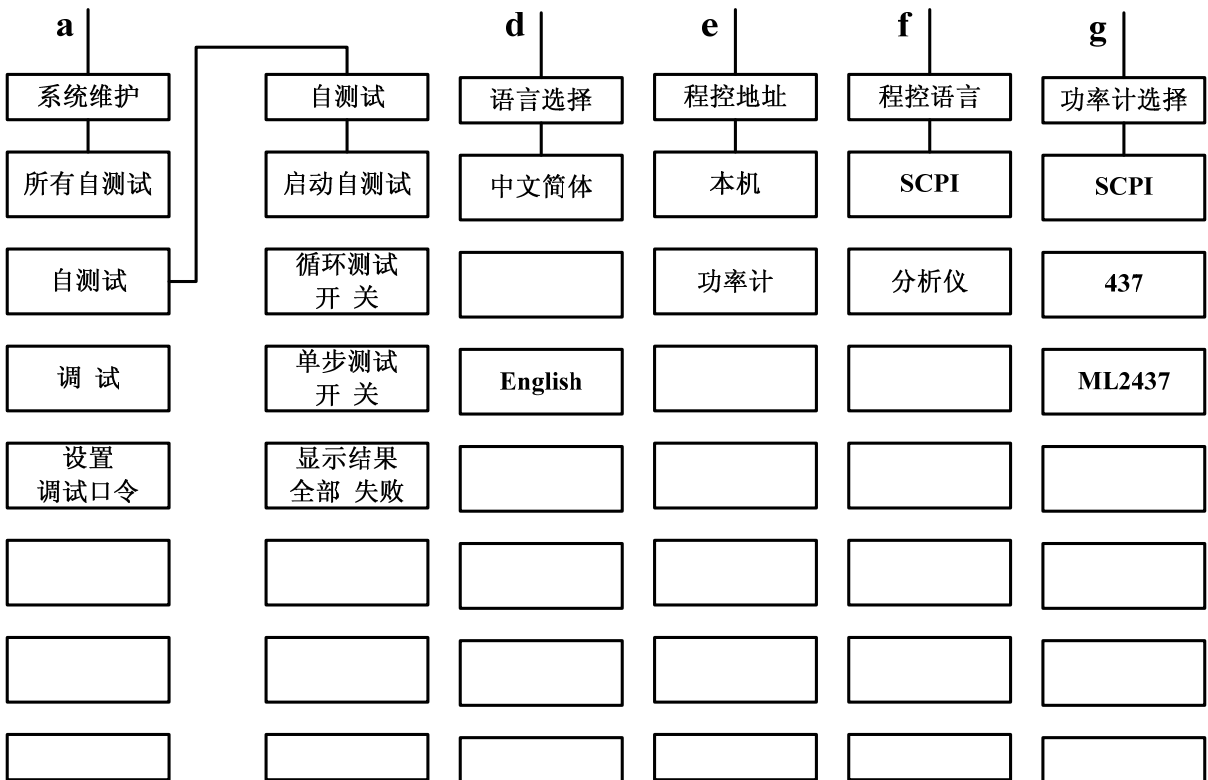 a
系统维护
所有自测试
自测试
调 试
设置
调试口令
自测试
启动自测试
循环测试
开 关
单步测试
开 关
显示结果
全部 失败
d
语言选择
中文简体
English
e
程控地址
本机
功率计
f
程控语言
SCPI
分析仪
g
功率计选择
SCPI
437
ML2437